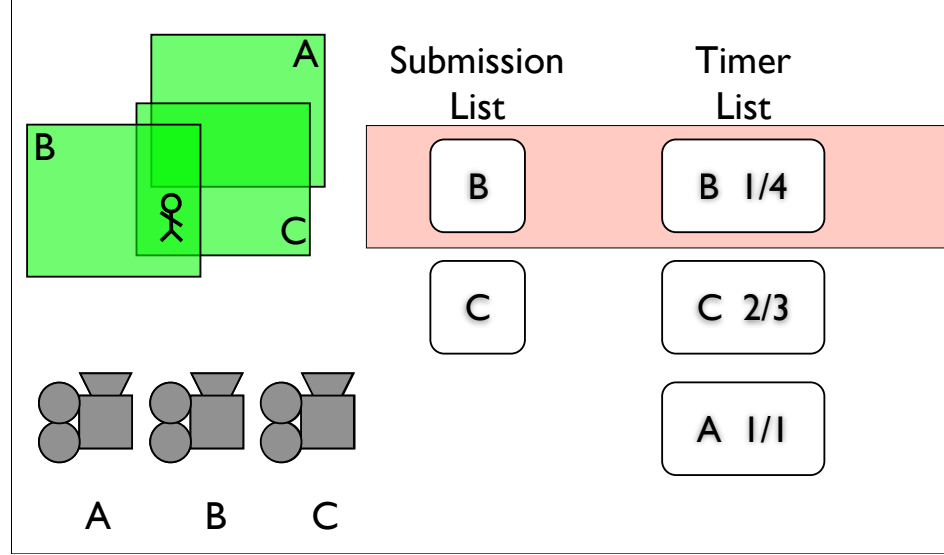 A
B
C
Submission
List
Timer
List
B
B 1/4
C
C 2/3
A 1/1
A B C